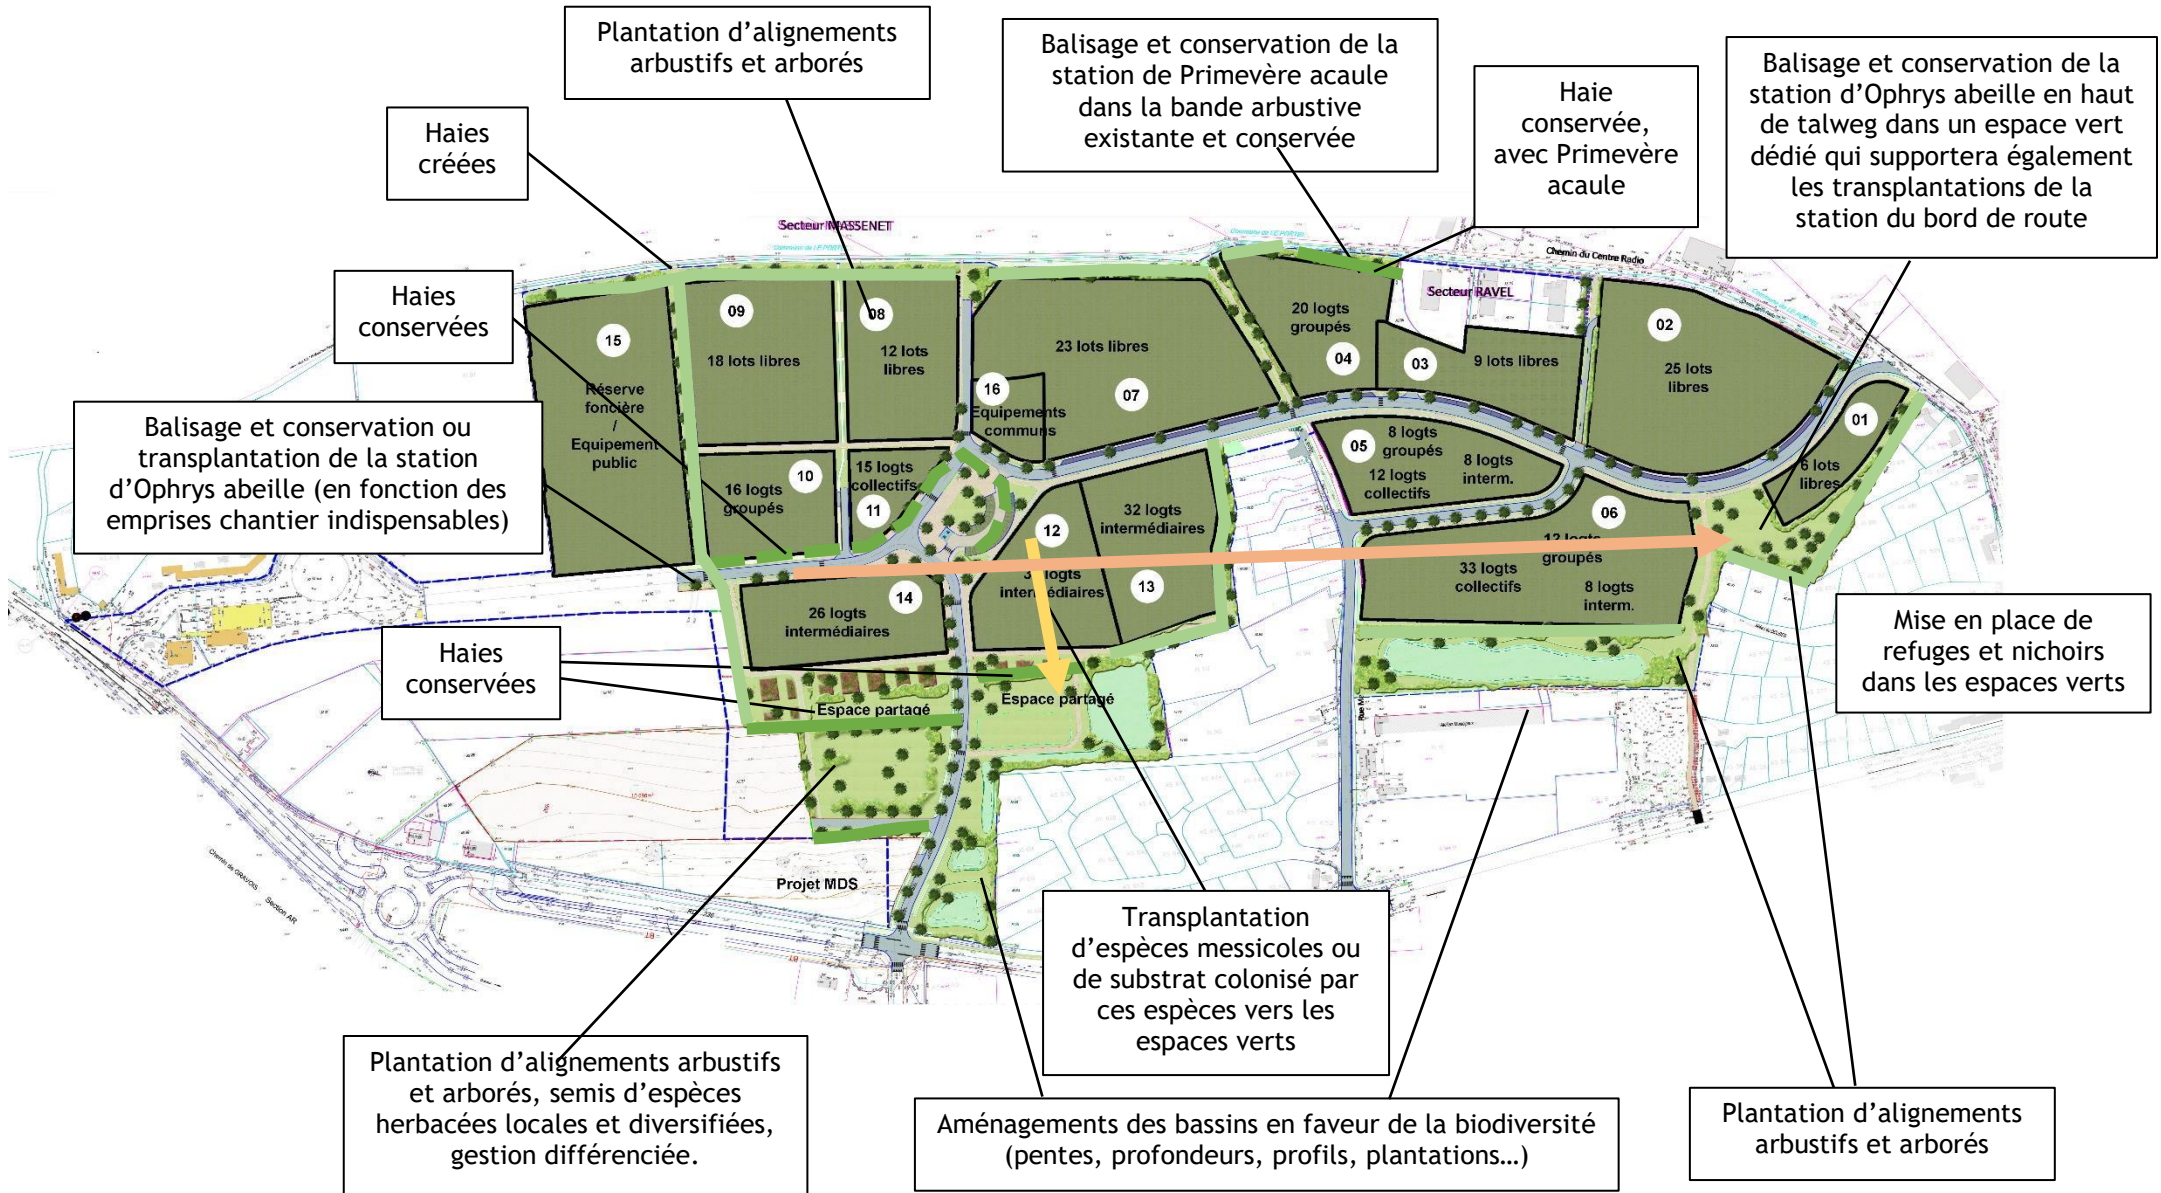 Plantation d'alignements
arbustifs et arborés
Balisage et conservation de la
station de Primevère acaule
dans la bande arbustive
existante et conservée
Haie
conservée,
avec Primevère
acaule
Balisage et conservation de la
station d'Ophrys abeille en haut
de talweg dans un espace vert
dédié qui supportera également
les transplantations de la
station du bord de route
Haies
créées
Haies
conservées
Balisage et conservation ou
transplantation de la station
d'Ophrys abeille (en fonction des
emprises chantier indispensables)
Haies
conservées
Secteur MASSENET
Secteur RAVEL
Chemin du Centre Radio
15
Réserve
foncière
/
Equipement
public
09
18 lots libres
08
12 lots
libres
23 lots libres
07
16
Equipements
communs
20 logts
groupés
04
03
9 lots libres
02
25 lots
libres
01
6 lots
libres
10
16 logts
groupés
15 logts
collectifs
11
12
32 logts
intermédiaires
logts
intermédiaires
13
14
26 logts
intermédiaires
05
8 logts
groupés
12 logts
collectifs
8 logts
interm.
06
12 logts
groupés
33 logts
collectifs
8 logts
interm.
Espace partagé
Espace partagé
Projet MDS
Chemin de GRAVOIS
Section AR
Mise en place de
refuges et nichoirs
dans les espaces verts
Transplantation
d'espèces messicoles ou
de substrat colonisé par
ces espèces vers les
espaces verts
Plantation d'alignements arbustifs
et arborés, semis d'espèces
herbacées locales et diversifiées,
gestion différenciée.
Aménagements des bassins en faveur de la biodiversité
(pentes, profondeurs, profils, plantations…)
Plantation d'alignements
arbustifs et arborés